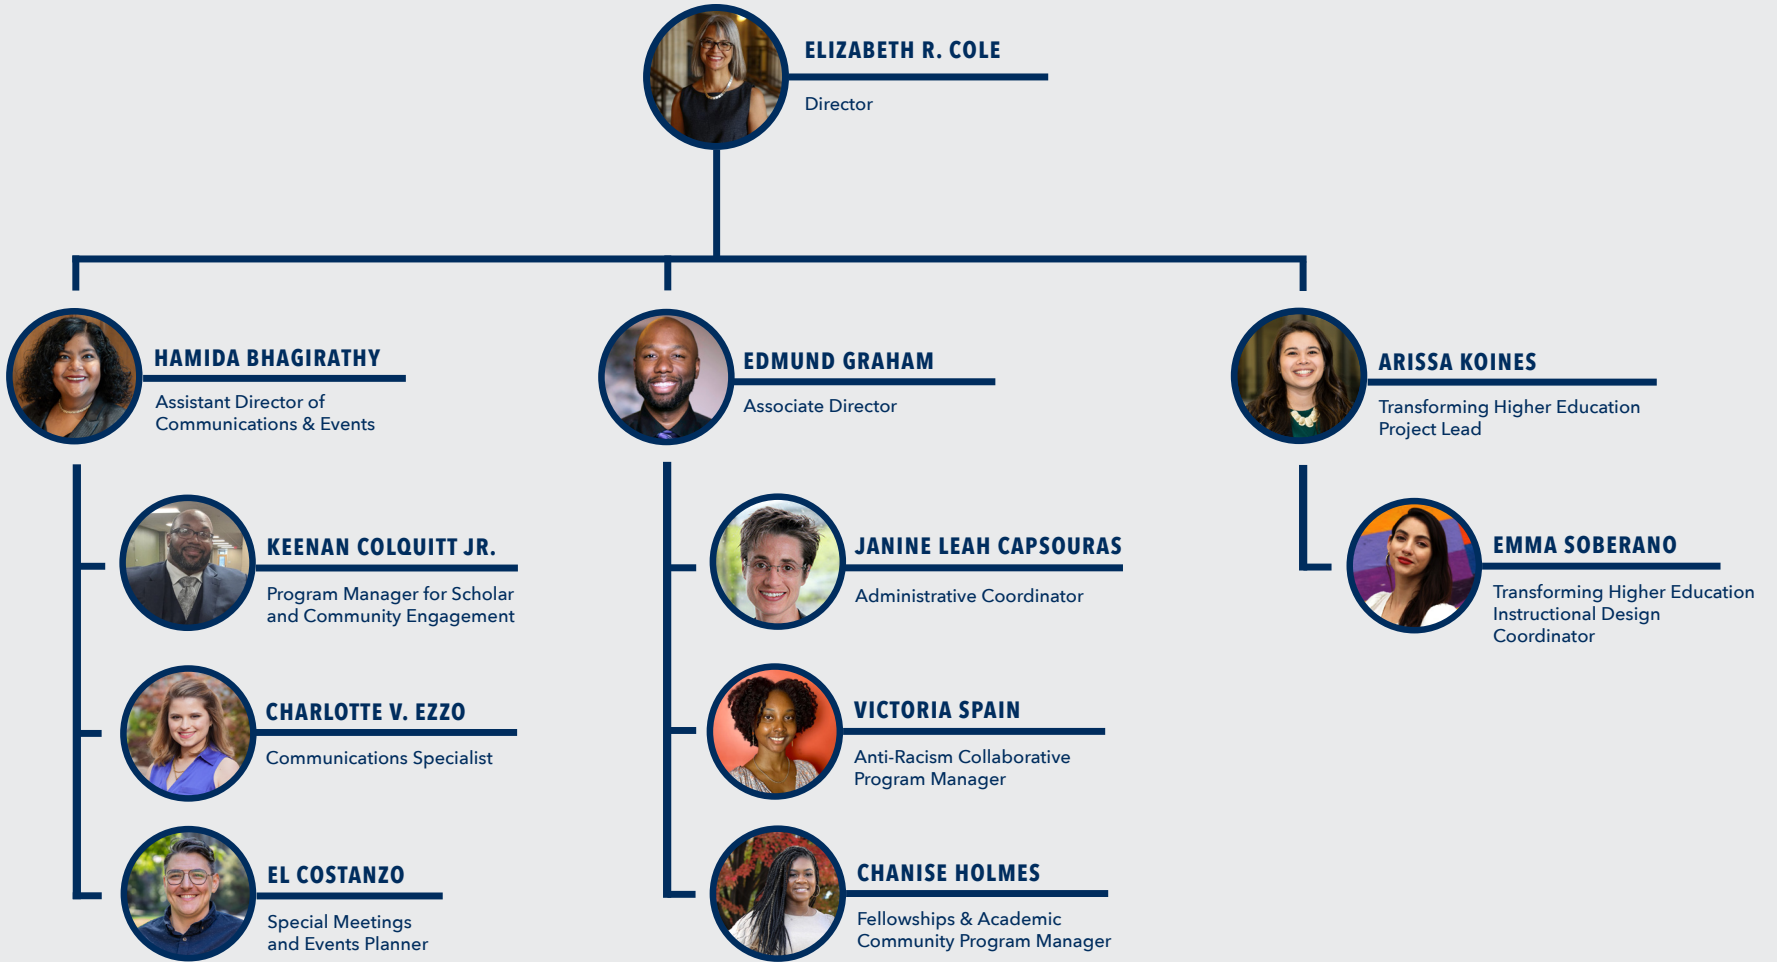 ELIZABETH R. COLE
Director
HAMIDA BHAGIRATHY
Assistant Director of
Communications & Events
KEENAN COLQUITT JR.
Program Manager for Scholar
and Community Engagement
CHARLOTTE V. EZZO
Communications Specialist
EL COSTANZO
Special Meetings
and Events Planner
EDMUND GRAHAM
Associate Director
JANINE LEAH CAPSOURAS
Administrative Coordinator
VICTORIA SPAIN
Anti-Racism Collaborative
Program Manager
CHANISE HOLMES
Fellowships & Academic
Community Program Manager
ARISSA KOINES
Transforming Higher Education
Project Lead
EMMA SOBERANO
Transforming Higher Education
Instructional Design
Coordinator